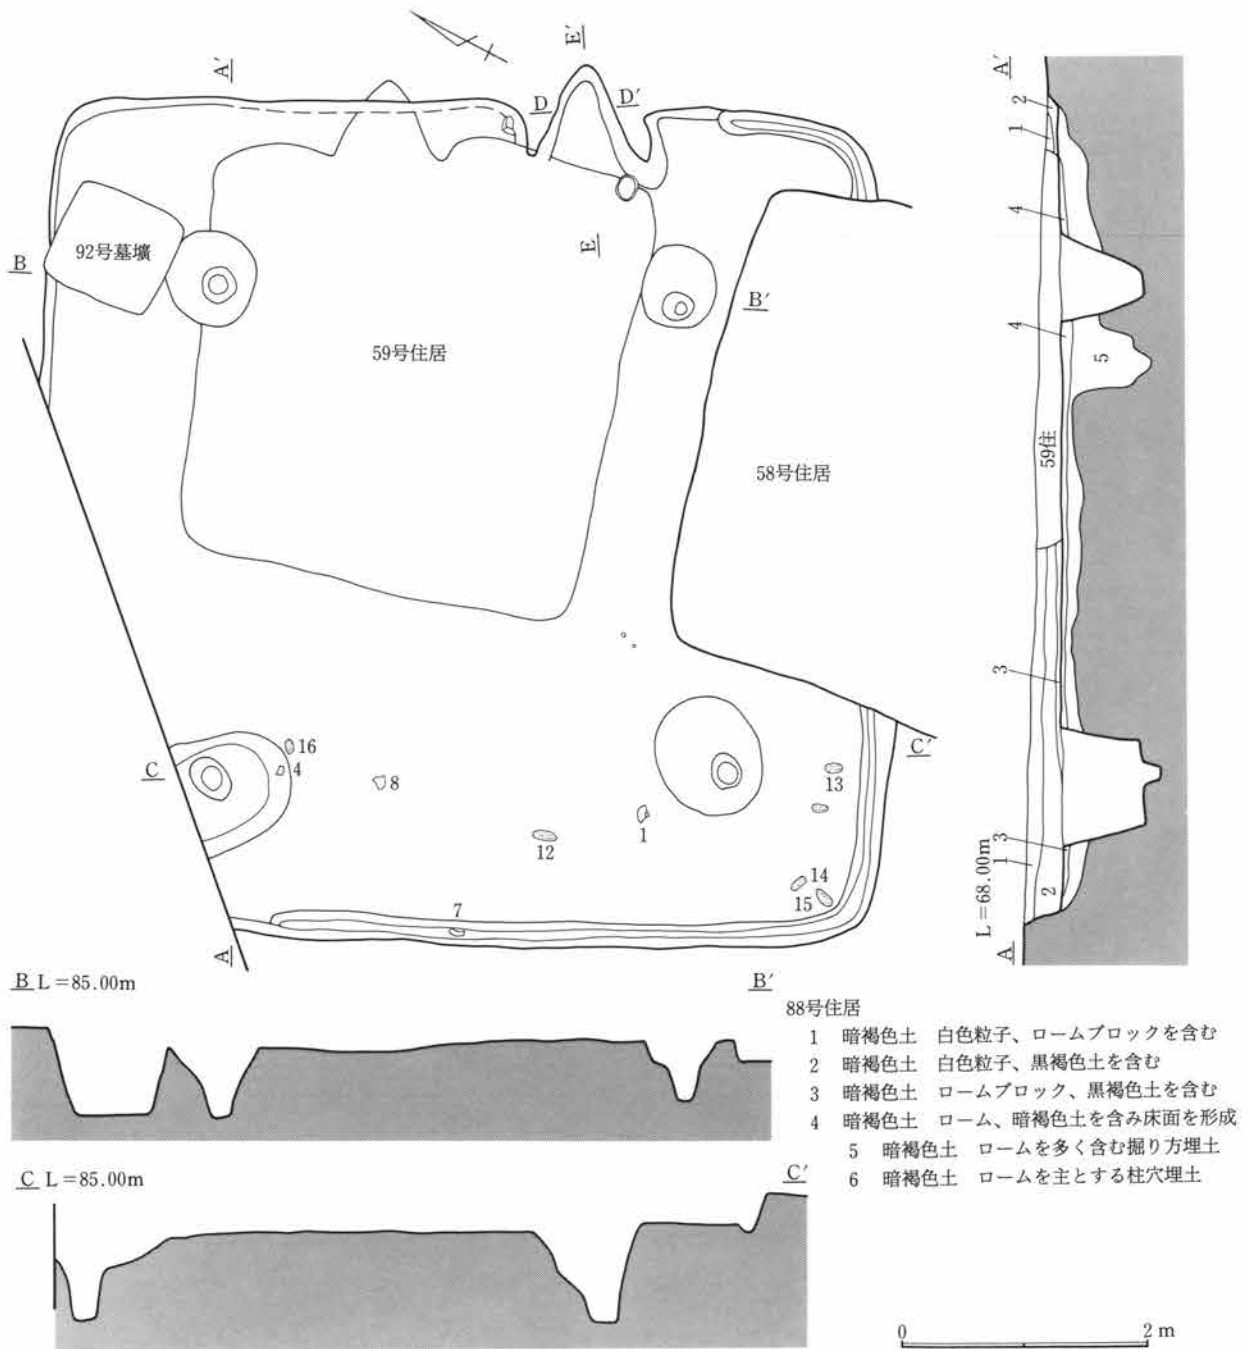 E′
A′
D
D′
92号墓壙
B
E
B′
59号住居
58号住居
C
16
4
8
C′
13
1
12
14
15
7
A
A′
2
1
4
4
5
59住
3
3
1
2
L=68.00m
A
B L=85.00m
B′
C L=85.00m
C′
88号住居
1 暗褐色土 白色粒子、ロームブロックを含む
2 暗褐色土 白色粒子、黒褐色土を含む
3 暗褐色土 ロームブロック、黒褐色土を含む
4 暗褐色土 ローム、暗褐色土を含み床面を形成
5 暗褐色土 ロームを多く含む掘り方埋土
6 暗褐色土 ロームを主とする柱穴埋土
0 2 m